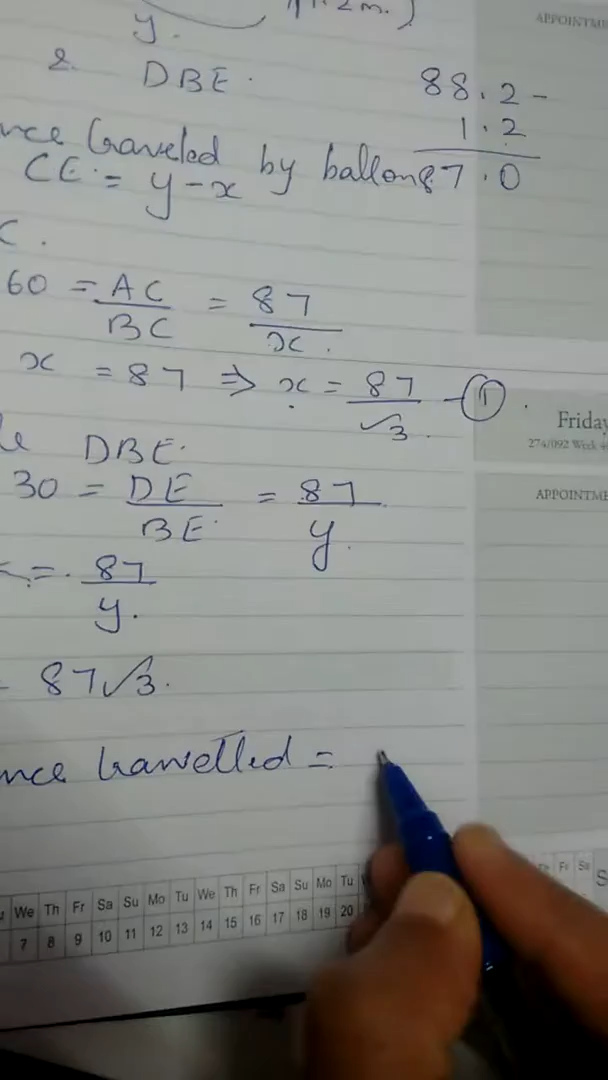 y.
2 DBE.
88.2 -
1.2
87.0
traveled by ballon
CE = y-x
C.
60 = AC/BC = 87/x.
x = 87 ⇒ x = 87/√3 - ①.
DBE.
30 = DE/BE = 87/y.
= 87/y.
87√3.
travelled =
Friday
274/092 Week
We Th Fr Sa Su Mo Tu We Th Fr Sa Su Mo Tu
7 8 9 10 11 12 13 14 15 16 17 18 19 20